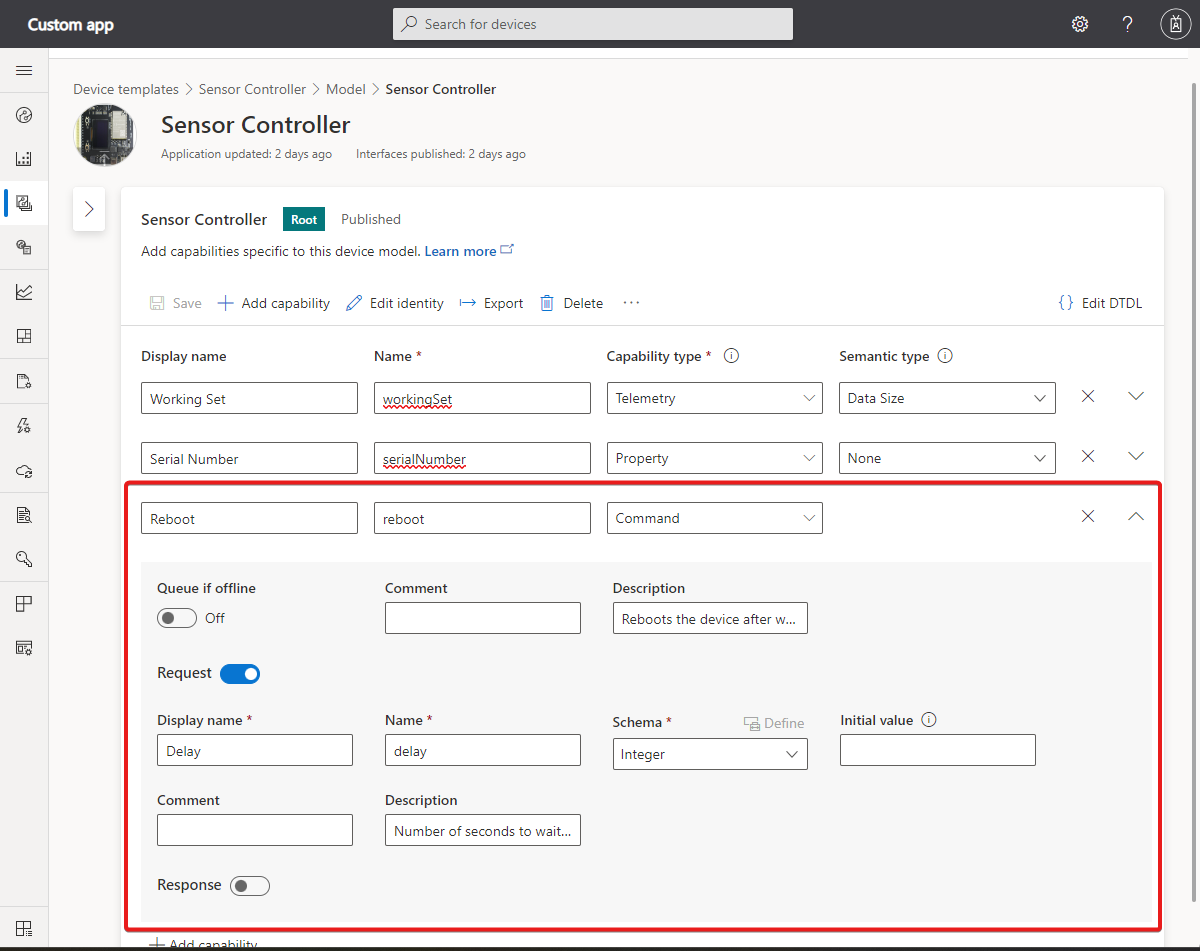 Custom app
Search for devices
?
Device templates > Sensor Controller > Model > Sensor Controller
Sensor Controller
Application updated: 2 days ago Interfaces published: 2 days ago
Sensor Controller Root Published
Add capabilities specific to this device model. Learn more
Save Add capability Edit identity Export Delete ··· {} Edit DTDL
Display name Name * Capability type * Semantic type
Working Set workingSet Telemetry Data Size
Serial Number serialNumber Property None
Reboot reboot Command
Queue if offline Comment Description
Off Reboots the device after w...
Request
Display name * Name * Schema * Define Initial value
Delay delay Integer
Comment Description
Number of seconds to wait...
Response
Add capability